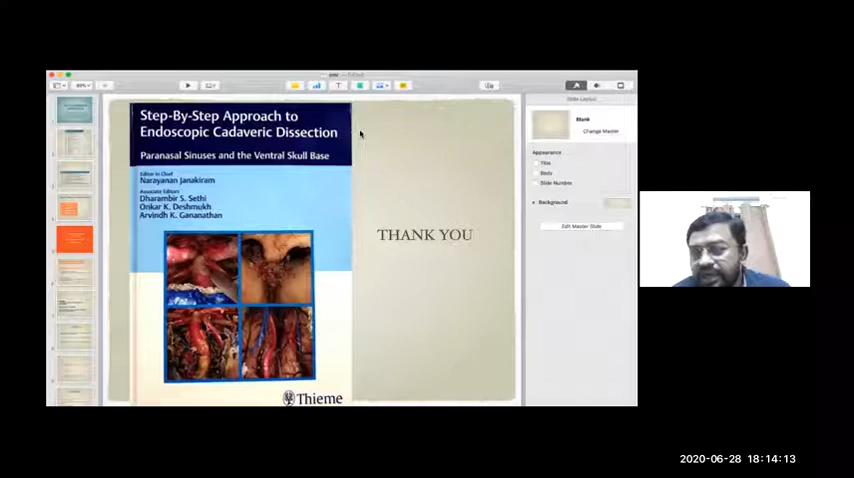 Step-By-Step Approach to
Endoscopic Cadaveric Dissection
Paranasal Sinuses and the Ventral Skull Base
Editor in Chief
Narayanan Janakiram
Associate Editors
Dharambir S. Sethi
Onkar K. Deshmukh
Arvindh K. Gananathan
Thieme
THANK YOU
Slide Layout
Blank
Change Master
Appearance
Title
Body
Slide Number
Background
Edit Master Slide
2020-06-28 18:14:13